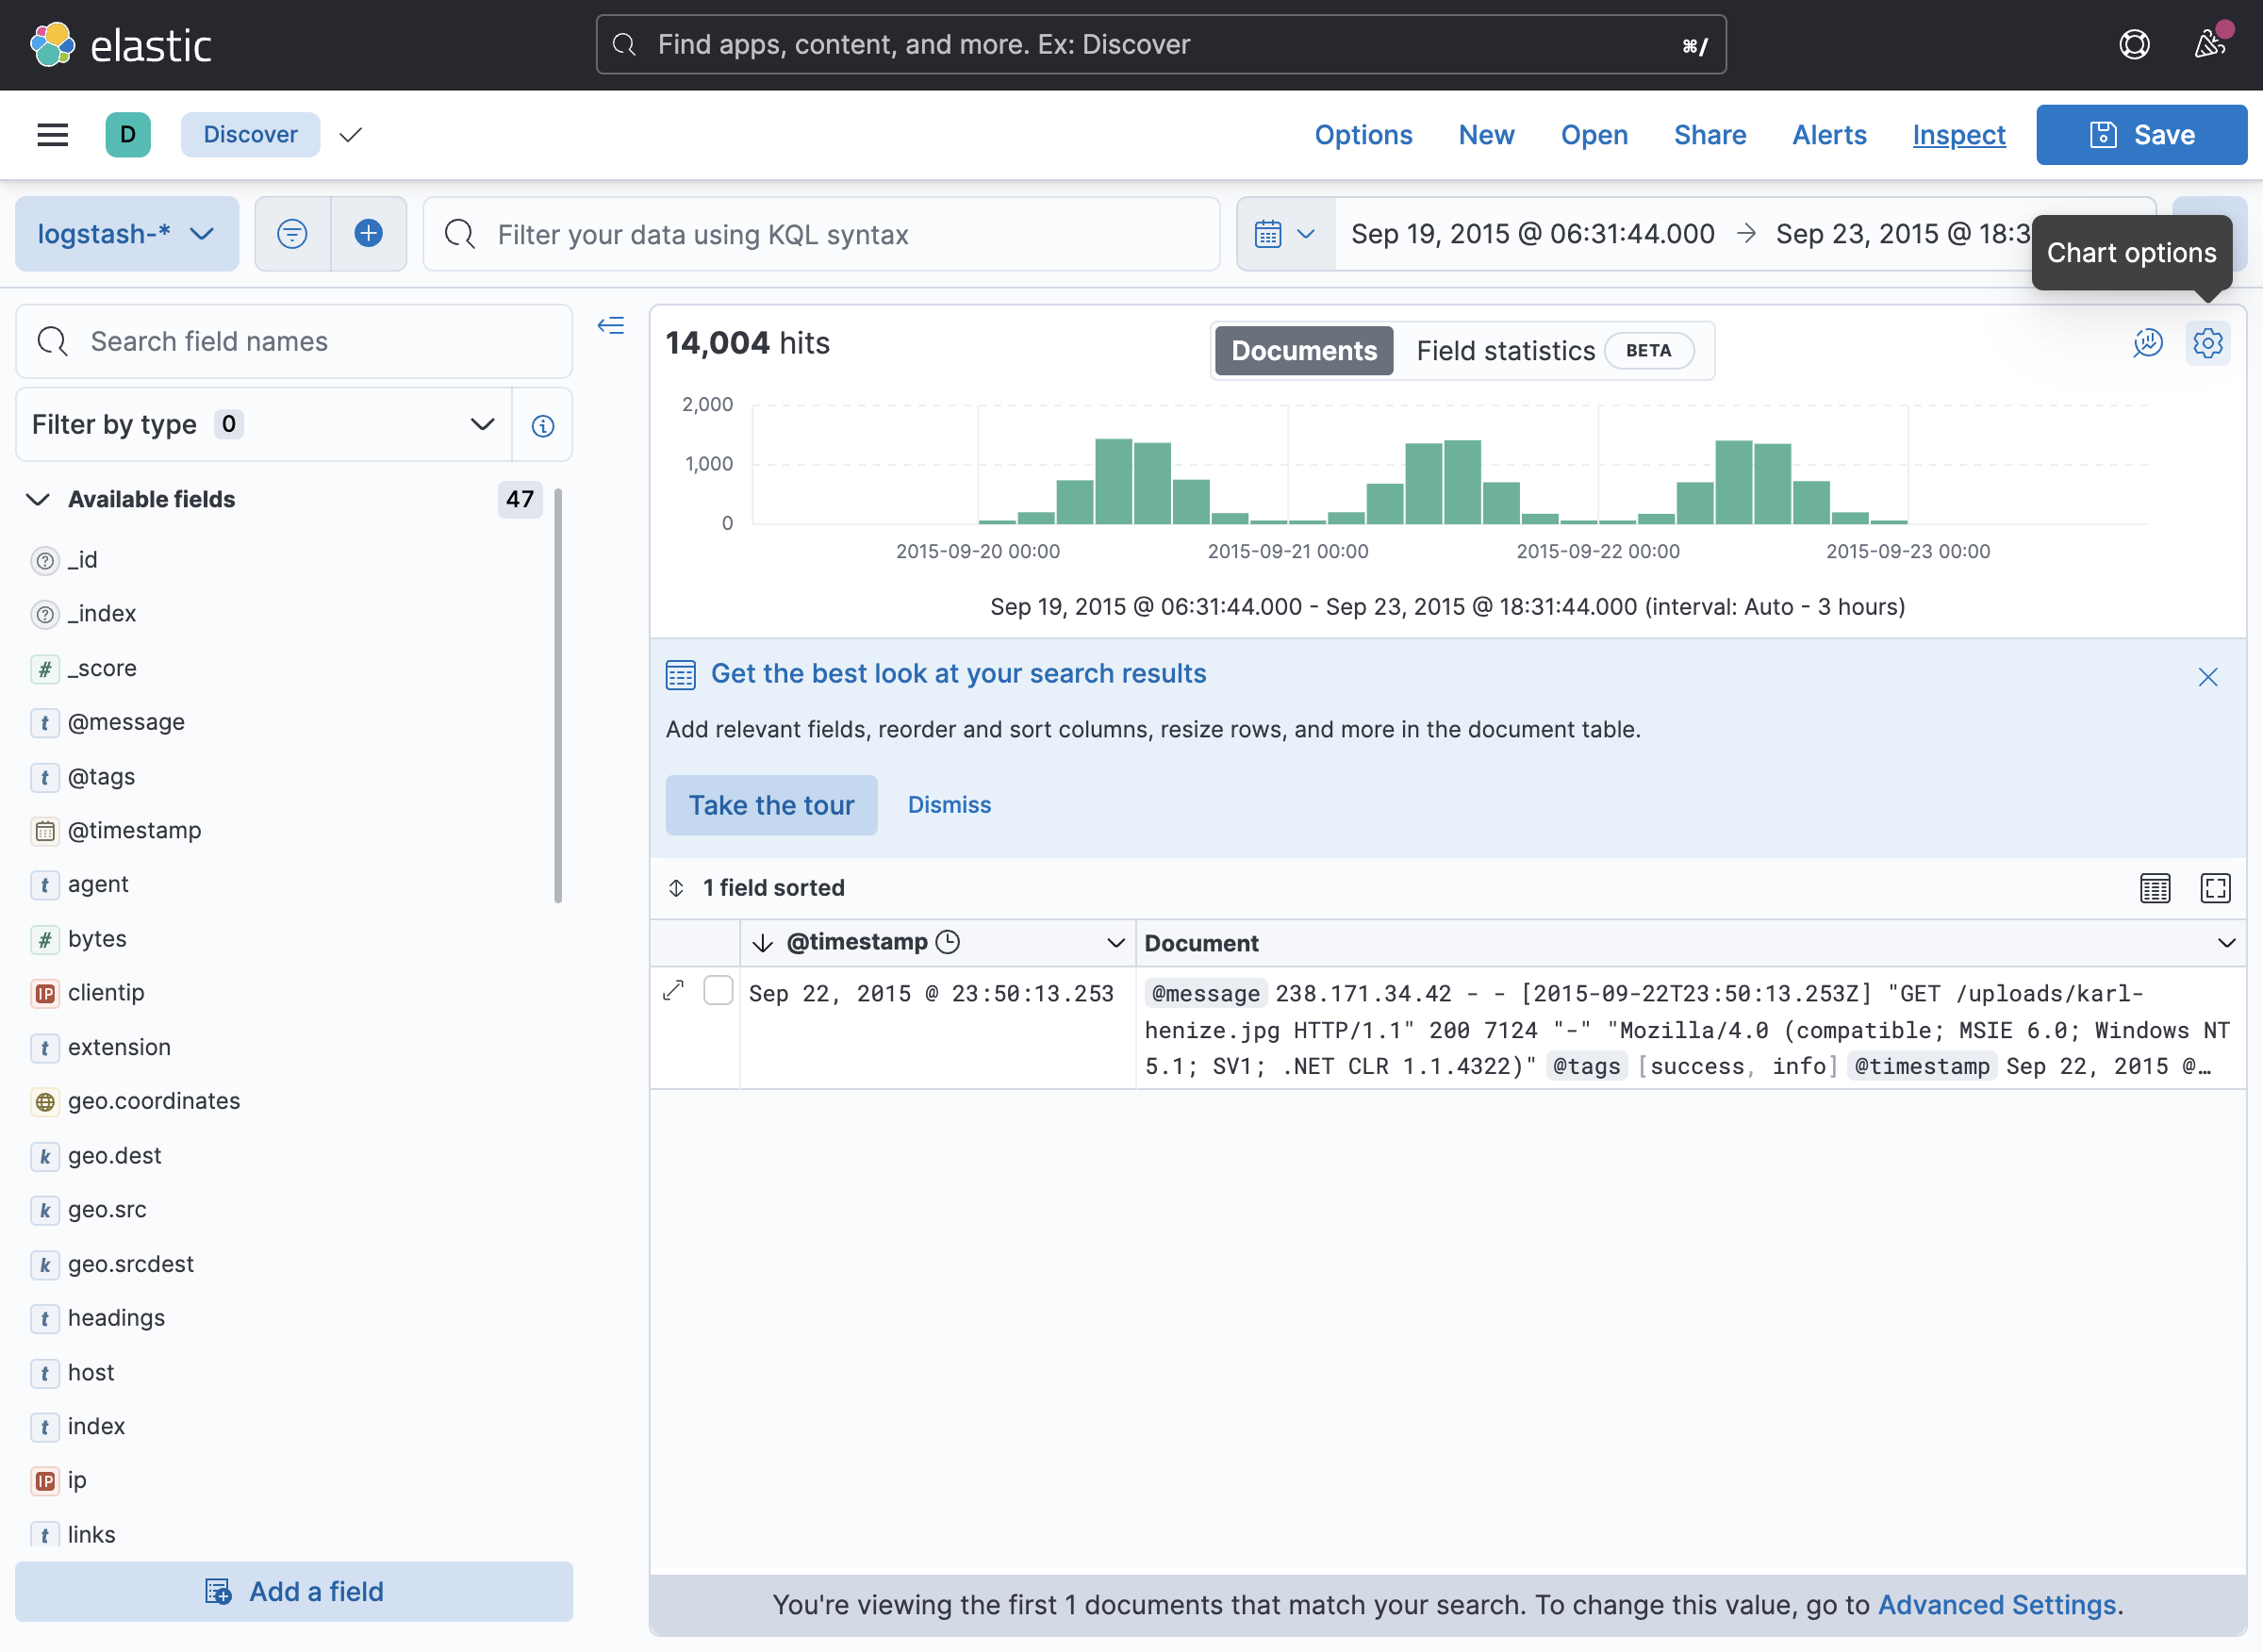 elastic
Find apps, content, and more. Ex: Discover
⌘/
D
Discover
Options
New
Open
Share
Alerts
Inspect
Save
logstash-*
Filter your data using KQL syntax
Sep 19, 2015 @ 06:31:44.000 → Sep 23, 2015 @ 18:3
Chart options
Search field names
Filter by type 0
Available fields 47
_id
_index
# _score
t @message
t @tags
@timestamp
t agent
# bytes
IP clientip
t extension
geo.coordinates
k geo.dest
k geo.src
k geo.srcdest
t headings
t host
t index
IP ip
t links
Add a field
14,004 hits
Documents
Field statistics BETA
2,000
1,000
0
2015-09-20 00:00
2015-09-21 00:00
2015-09-22 00:00
2015-09-23 00:00
Sep 19, 2015 @ 06:31:44.000 - Sep 23, 2015 @ 18:31:44.000 (interval: Auto - 3 hours)
Get the best look at your search results
Add relevant fields, reorder and sort columns, resize rows, and more in the document table.
Take the tour
Dismiss
1 field sorted
@timestamp
Document
Sep 22, 2015 @ 23:50:13.253
@message 238.171.34.42 - - [2015-09-22T23:50:13.253Z] "GET /uploads/karl-
henize.jpg HTTP/1.1" 200 7124 "-" "Mozilla/4.0 (compatible; MSIE 6.0; Windows NT
5.1; SV1; .NET CLR 1.1.4322)" @tags [success, info] @timestamp Sep 22, 2015 @…
You're viewing the first 1 documents that match your search. To change this value, go to Advanced Settings.